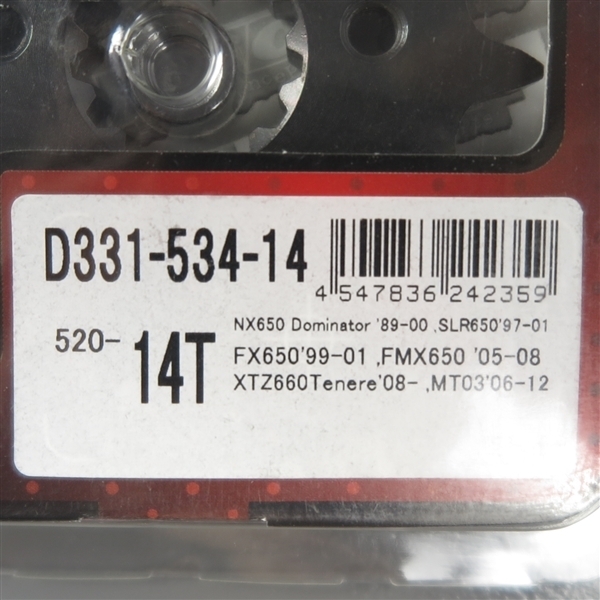 D331-534-14
4 547836 242359
520-
14T
NX650 Dominator '89-00 ,SLR650'97-01
FX650'99-01 ,FMX650 '05-08
XTZ660Tenere'08- ,MT03'06-12